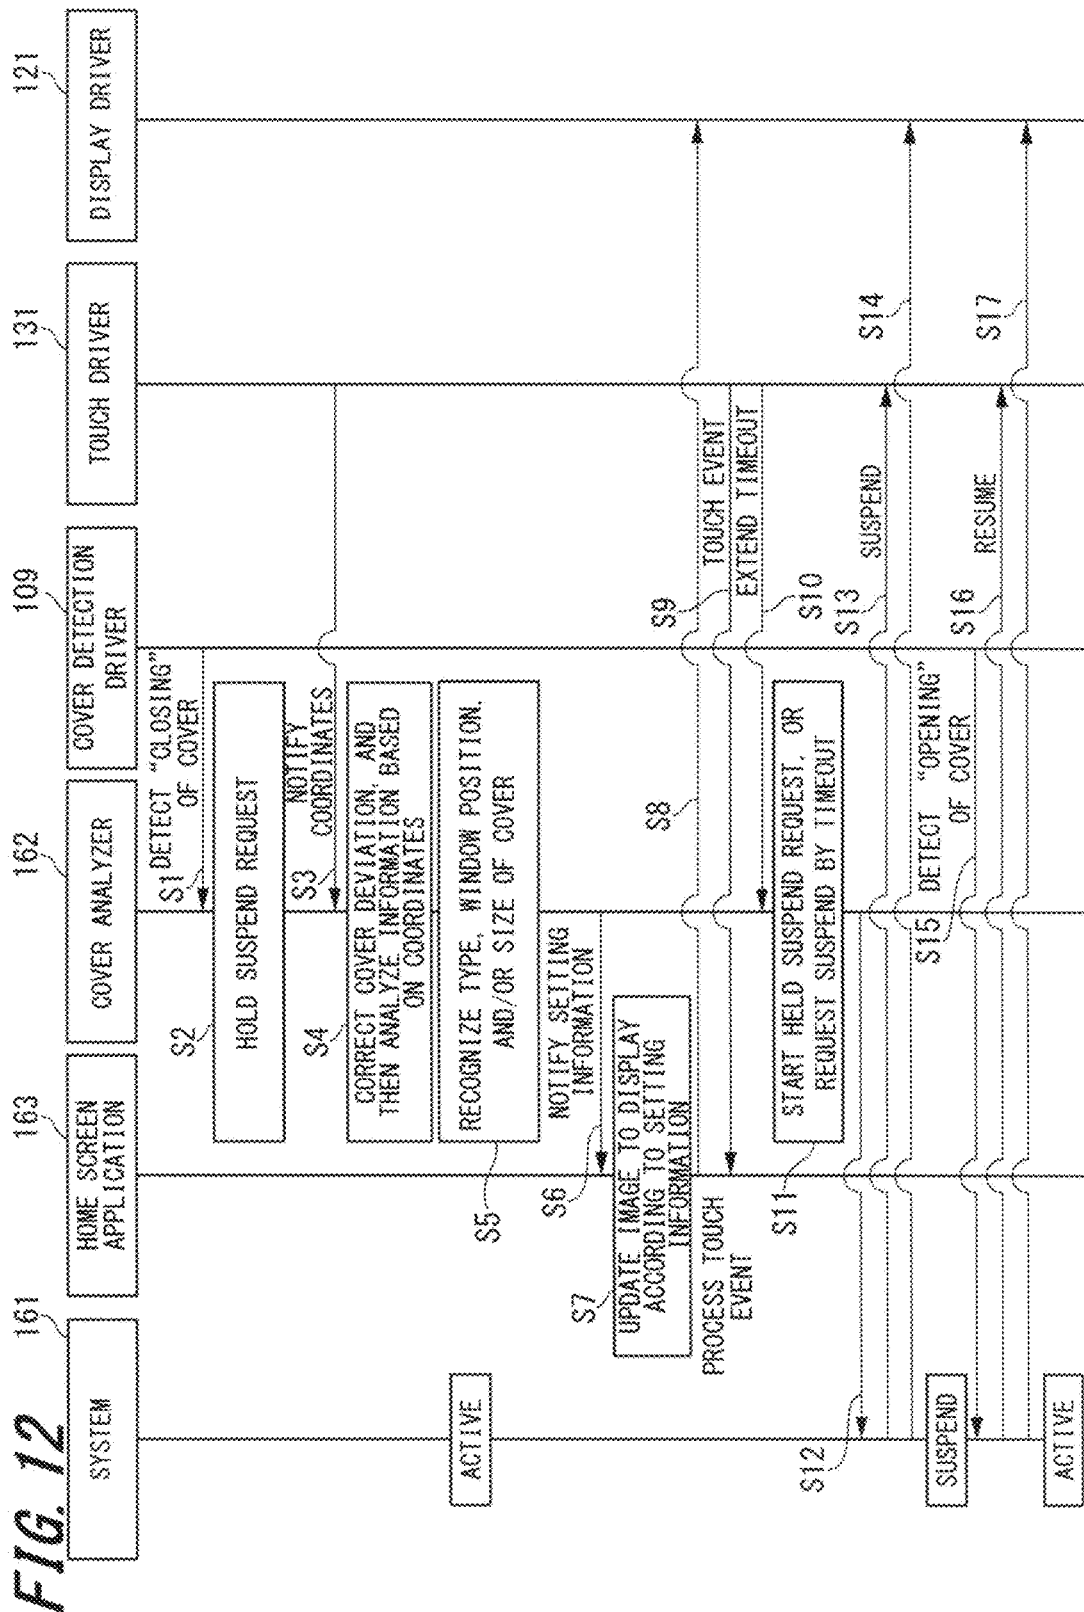 FIG. 12
161
SYSTEM
163
HOME SCREEN
APPLICATION
162
COVER ANALYZER
109
COVER DETECTION
DRIVER
131
TOUCH DRIVER
121
DISPLAY DRIVER
S1
DETECT "CLOSING"
OF COVER
S2
HOLD SUSPEND REQUEST
S3
NOTIFY
COORDINATES
S4
CORRECT COVER DEVIATION, AND
THEN ANALYZE INFORMATION BASED
ON COORDINATES
ACTIVE
S5
RECOGNIZE TYPE, WINDOW POSITION,
AND/OR SIZE OF COVER
S6
NOTIFY SETTING
INFORMATION
S7
UPDATE IMAGE TO DISPLAY
ACCORDING TO SETTING
INFORMATION
S8
S9
TOUCH EVENT
PROCESS TOUCH
EVENT
EXTEND TIMEOUT
S10
S11
START HELD SUSPEND REQUEST, OR
REQUEST SUSPEND BY TIMEOUT
S12
S13
SUSPEND
S14
SUSPEND
S15
DETECT "OPENING"
OF COVER
S16
RESUME
S17
ACTIVE